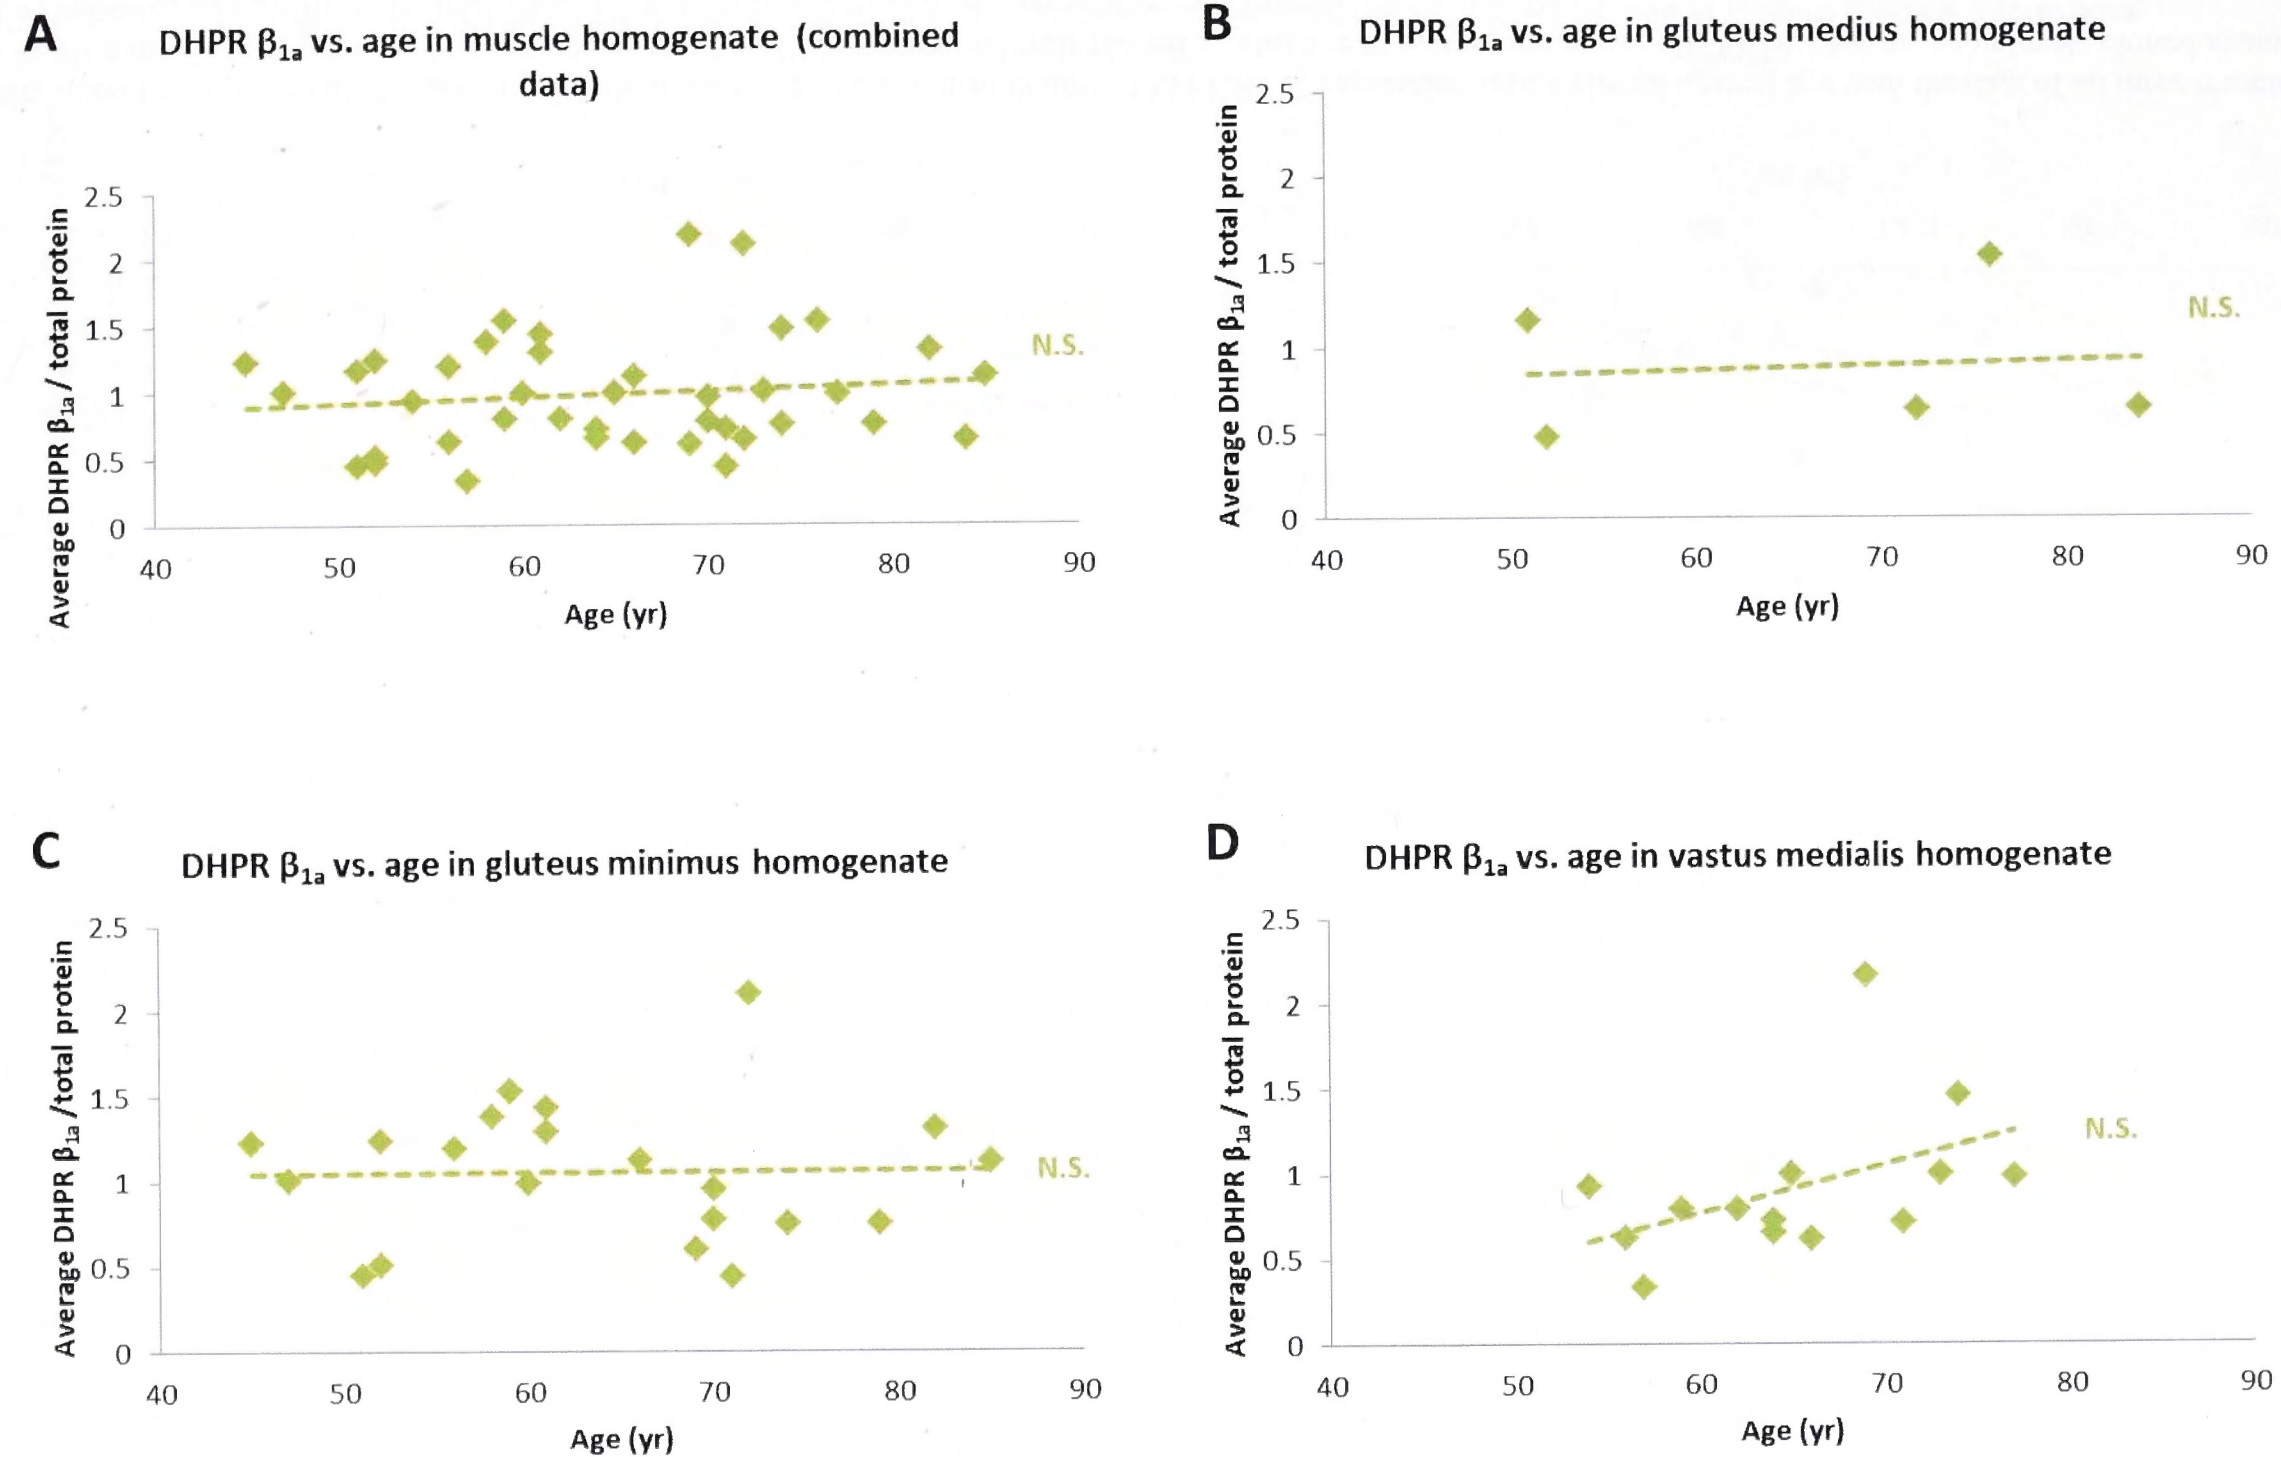 A
DHPR β1a vs. age in muscle homogenate (combined
data)
Average DHPR β1a / total protein
2.5
2
1.5
1
0.5
0
N.S.
40 50 60 70 80 90
Age (yr)
B
DHPR β1a vs. age in gluteus medius homogenate
Average DHPR β1a / total protein
2.5
2
1.5
1
0.5
0
N.S.
40 50 60 70 80 90
Age (yr)
C
DHPR β1a vs. age in gluteus minimus homogenate
Average DHPR β1a /total protein
2.5
2
1.5
1
0.5
0
N.S.
40 50 60 70 80 90
Age (yr)
D
DHPR β1a vs. age in vastus medialis homogenate
Average DHPR β1a / total protein
2.5
2
1.5
1
0.5
0
N.S.
40 50 60 70 80 90
Age (yr)